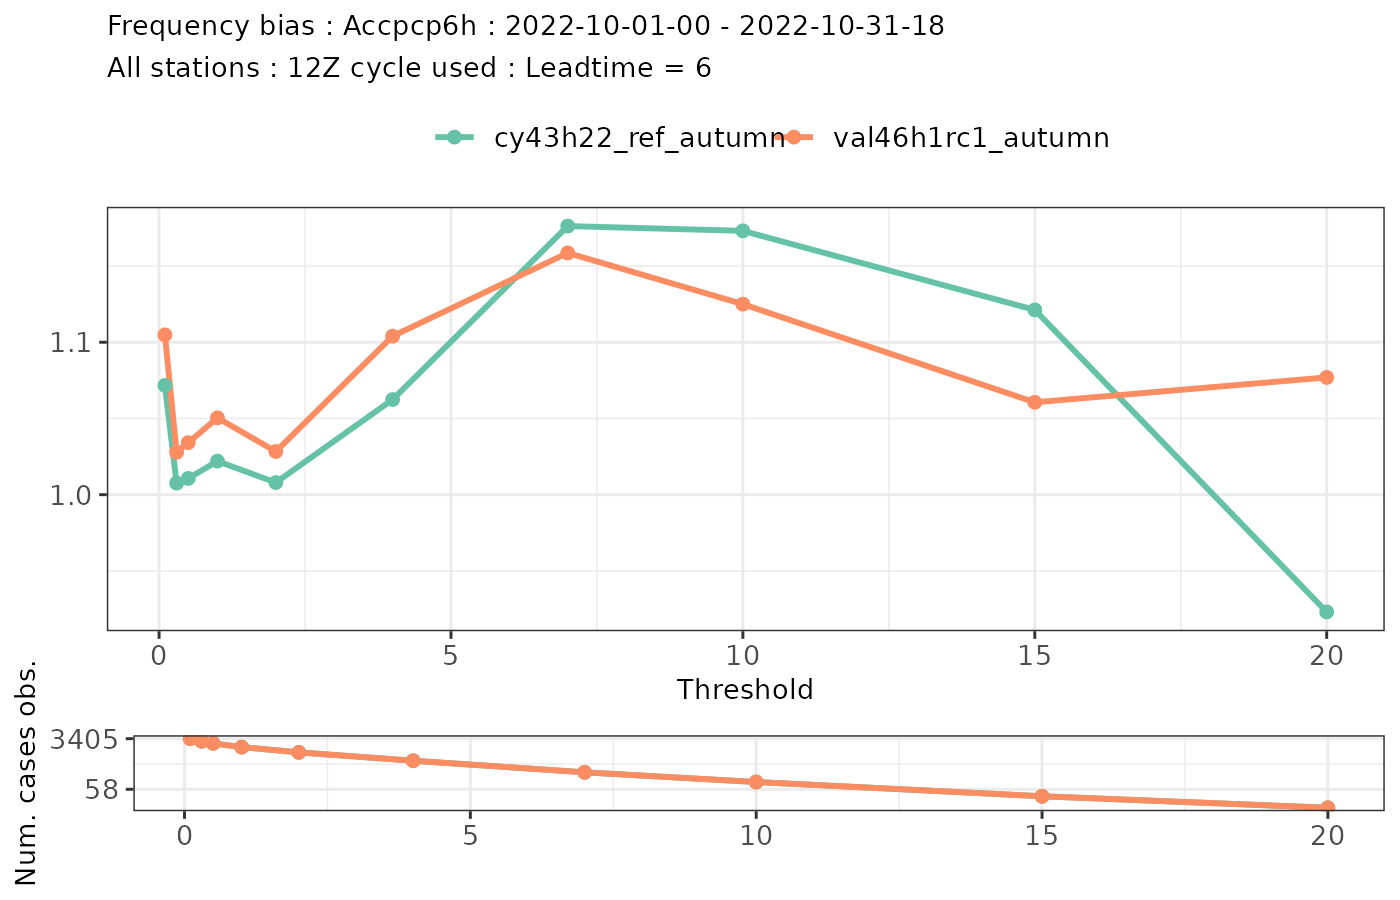 Frequency bias : Accpcp6h : 2022-10-01-00 - 2022-10-31-18
All stations : 12Z cycle used : Leadtime = 6
cy43h22_ref_autumn val46h1rc1_autumn
1.1
1.0
0 5 10 15 20
Threshold
Num. cases obs.
3405
58
0 5 10 15 20